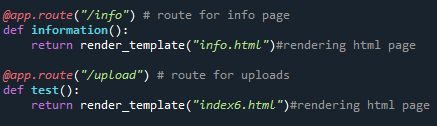 @app.route("/info") # route for info page
def information():
    return render_template("info.html")#rendering html page

@app.route("/upload") # route for uploads
def test():
    return render_template("index6.html")#rendering html page